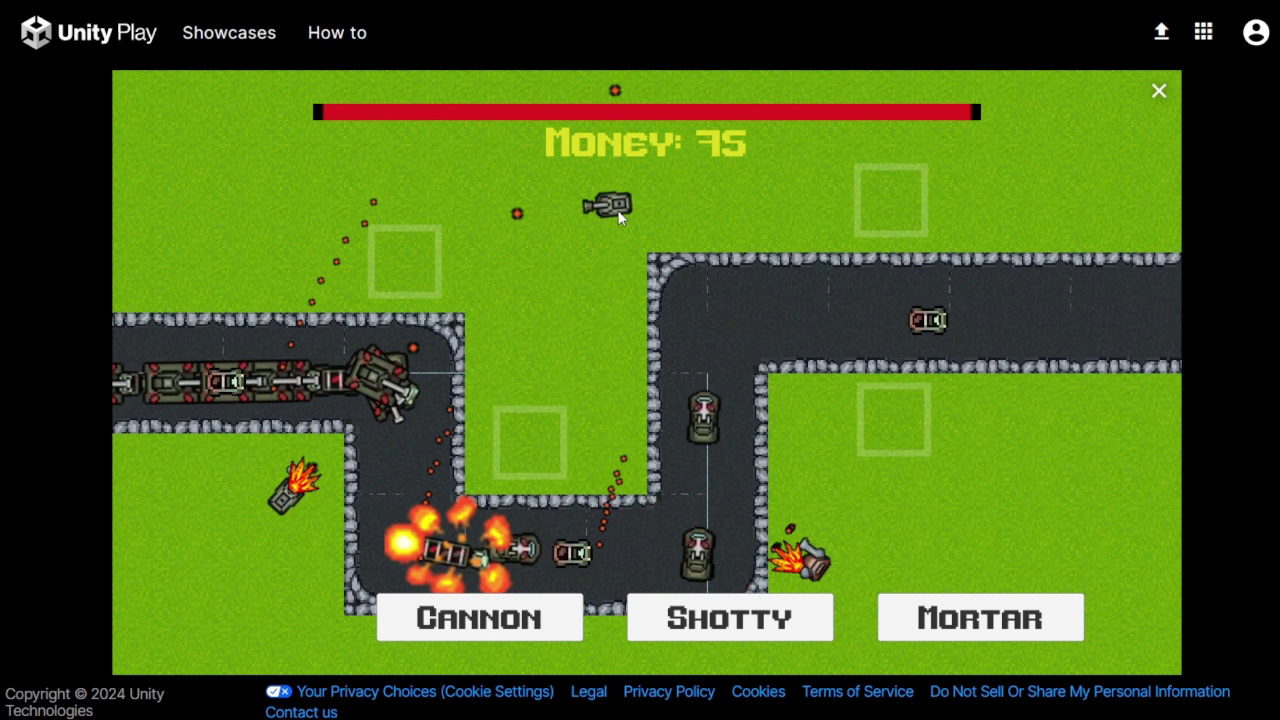 Unity Play Showcases How to
Money: 75
Cannon Shotty Mortar
Copyright © 2024 Unity
Technologies
Your Privacy Choices (Cookie Settings) Legal Privacy Policy Cookies Terms of Service Do Not Sell Or Share My Personal Information
Contact us